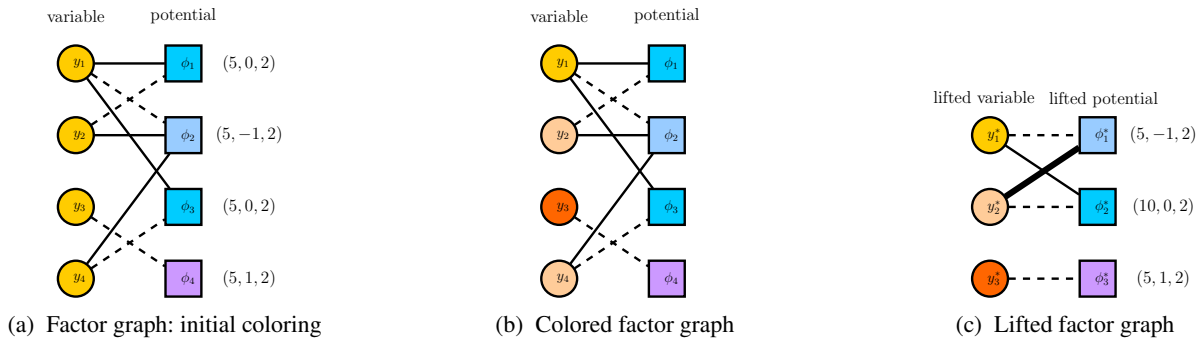 variable potential
y₁ ϕ₁ (5, 0, 2)
y₂ ϕ₂ (5, −1, 2)
y₃ ϕ₃ (5, 0, 2)
y₄ ϕ₄ (5, 1, 2)
(a) Factor graph: initial coloring
variable potential
y₁ ϕ₁
y₂ ϕ₂
y₃ ϕ₃
y₄ ϕ₄
(b) Colored factor graph
lifted variable lifted potential
y₁* ϕ₁* (5, −1, 2)
y₂* ϕ₂* (10, 0, 2)
y₃* ϕ₃* (5, 1, 2)
(c) Lifted factor graph